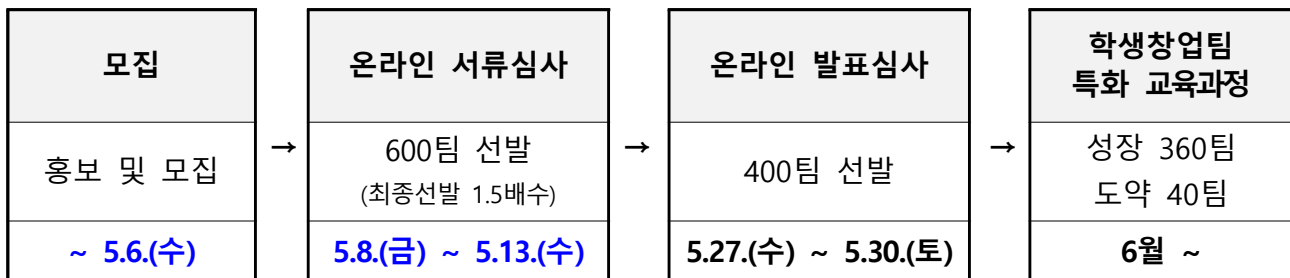 모집
홍보 및 모집
~ 5.6.(수)
→
온라인 서류심사
600팀 선발
(최종선발 1.5배수)
5.8.(금) ~ 5.13.(수)
→
온라인 발표심사
400팀 선발
5.27.(수) ~ 5.30.(토)
→
학생창업팀
특화 교육과정
성장 360팀
도약 40팀
6월 ~